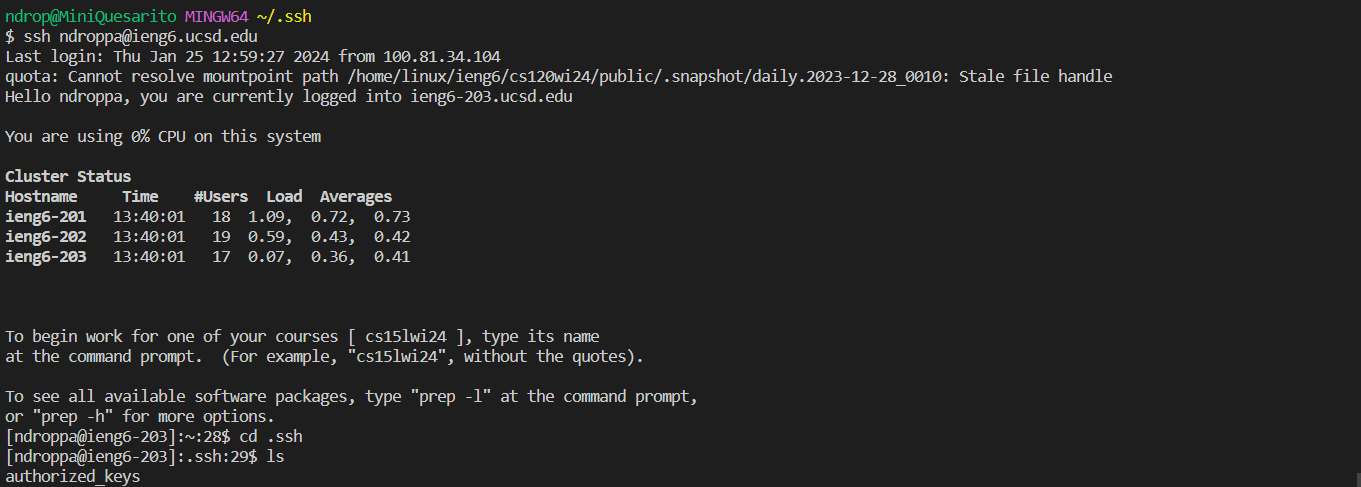 ndrop@MiniQuesarito MINGW64 ~/.ssh
$ ssh ndroppa@ieng6.ucsd.edu
Last login: Thu Jan 25 12:59:27 2024 from 100.81.34.104
quota: Cannot resolve mountpoint path /home/linux/ieng6/cs120wi24/public/.snapshot/daily.2023-12-28_0010: Stale file handle
Hello ndroppa, you are currently logged into ieng6-203.ucsd.edu
You are using 0% CPU on this system
Cluster Status
Hostname     Time    #Users  Load  Averages
ieng6-201   13:40:01   18  1.09,  0.72,  0.73
ieng6-202   13:40:01   19  0.59,  0.43,  0.42
ieng6-203   13:40:01   17  0.07,  0.36,  0.41
To begin work for one of your courses [ cs15lwi24 ], type its name
at the command prompt.  (For example, "cs15lwi24", without the quotes).
To see all available software packages, type "prep -l" at the command prompt,
or "prep -h" for more options.
[ndroppa@ieng6-203]:~:28$ cd .ssh
[ndroppa@ieng6-203]:.ssh:29$ ls
authorized_keys